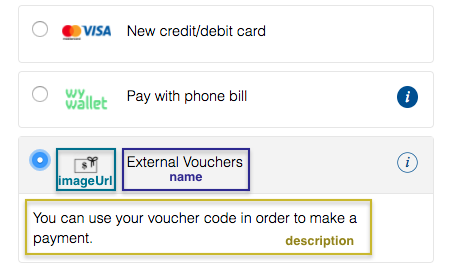 VISA New credit/debit card
wy
wallet Pay with phone bill i
$ External Vouchers i
imageUrl name
You can use your voucher code in order to make a
payment.
description